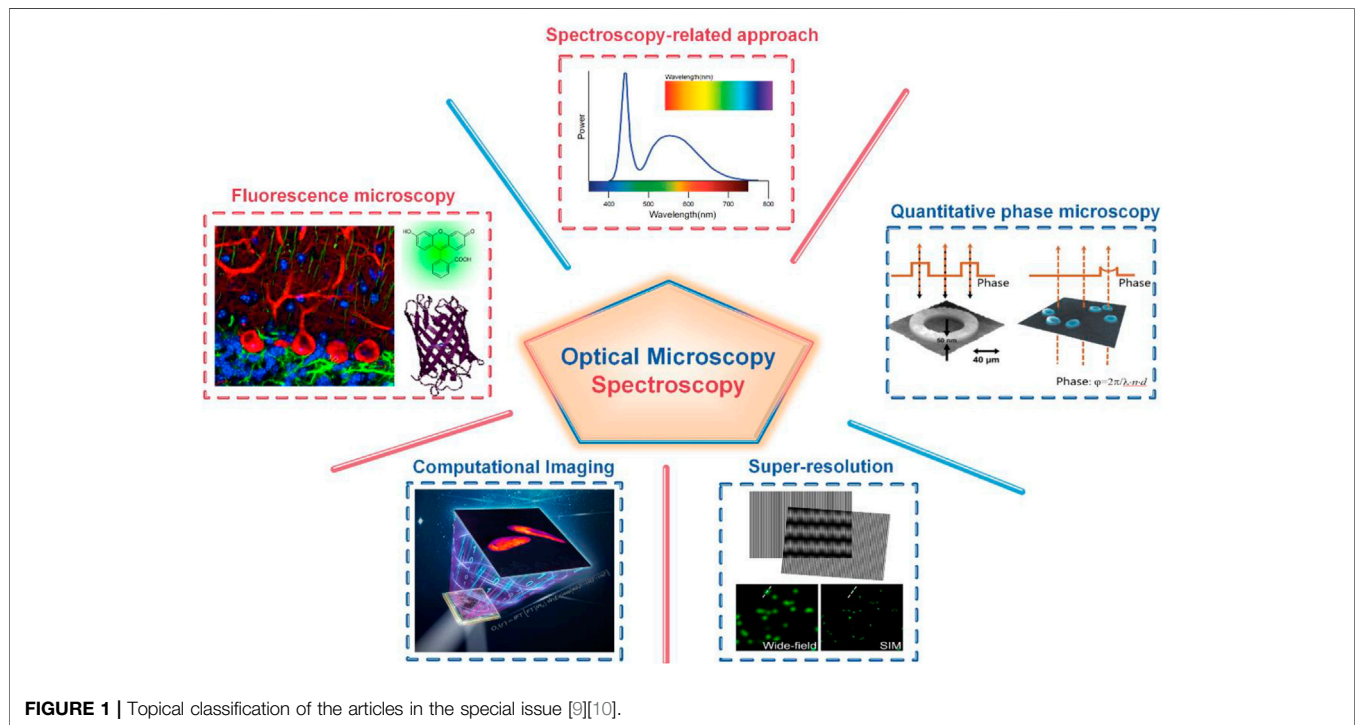 Spectroscopy-related approach
Wavelength(nm)
Power
400 500 600 700 800
Wavelength(nm)
Fluorescence microscopy
HO
O
O
COOH
Quantitative phase microscopy
Phase
Phase
50 nm
40 μm
Phase: φ=2π/λ·n·d
Optical Microscopy
Spectroscopy
Computational Imaging
Super-resolution
Wide-field
SIM
FIGURE 1 | Topical classification of the articles in the special issue [9][10].